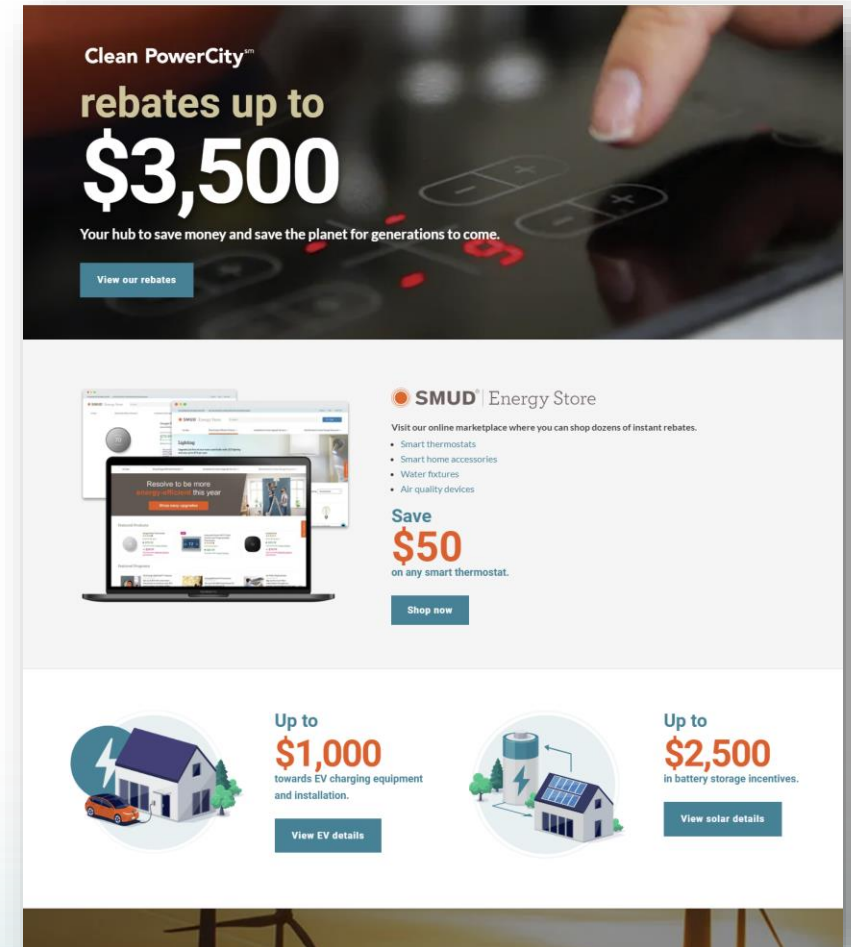 Clean PowerCity℠
rebates up to
$3,500
Your hub to save money and save the planet for generations to come.
View our rebates
SMUD® | Energy Store
Visit our online marketplace where you can shop dozens of instant rebates.
• Smart thermostats
• Smart home accessories
• Water fixtures
• Air quality devices
Save
$50
on any smart thermostat.
Shop now
Lighting
Resolve to be more
energy-efficient this year
Up to
$1,000
towards EV charging equipment
and installation.
View EV details
Up to
$2,500
in battery storage incentives.
View solar details